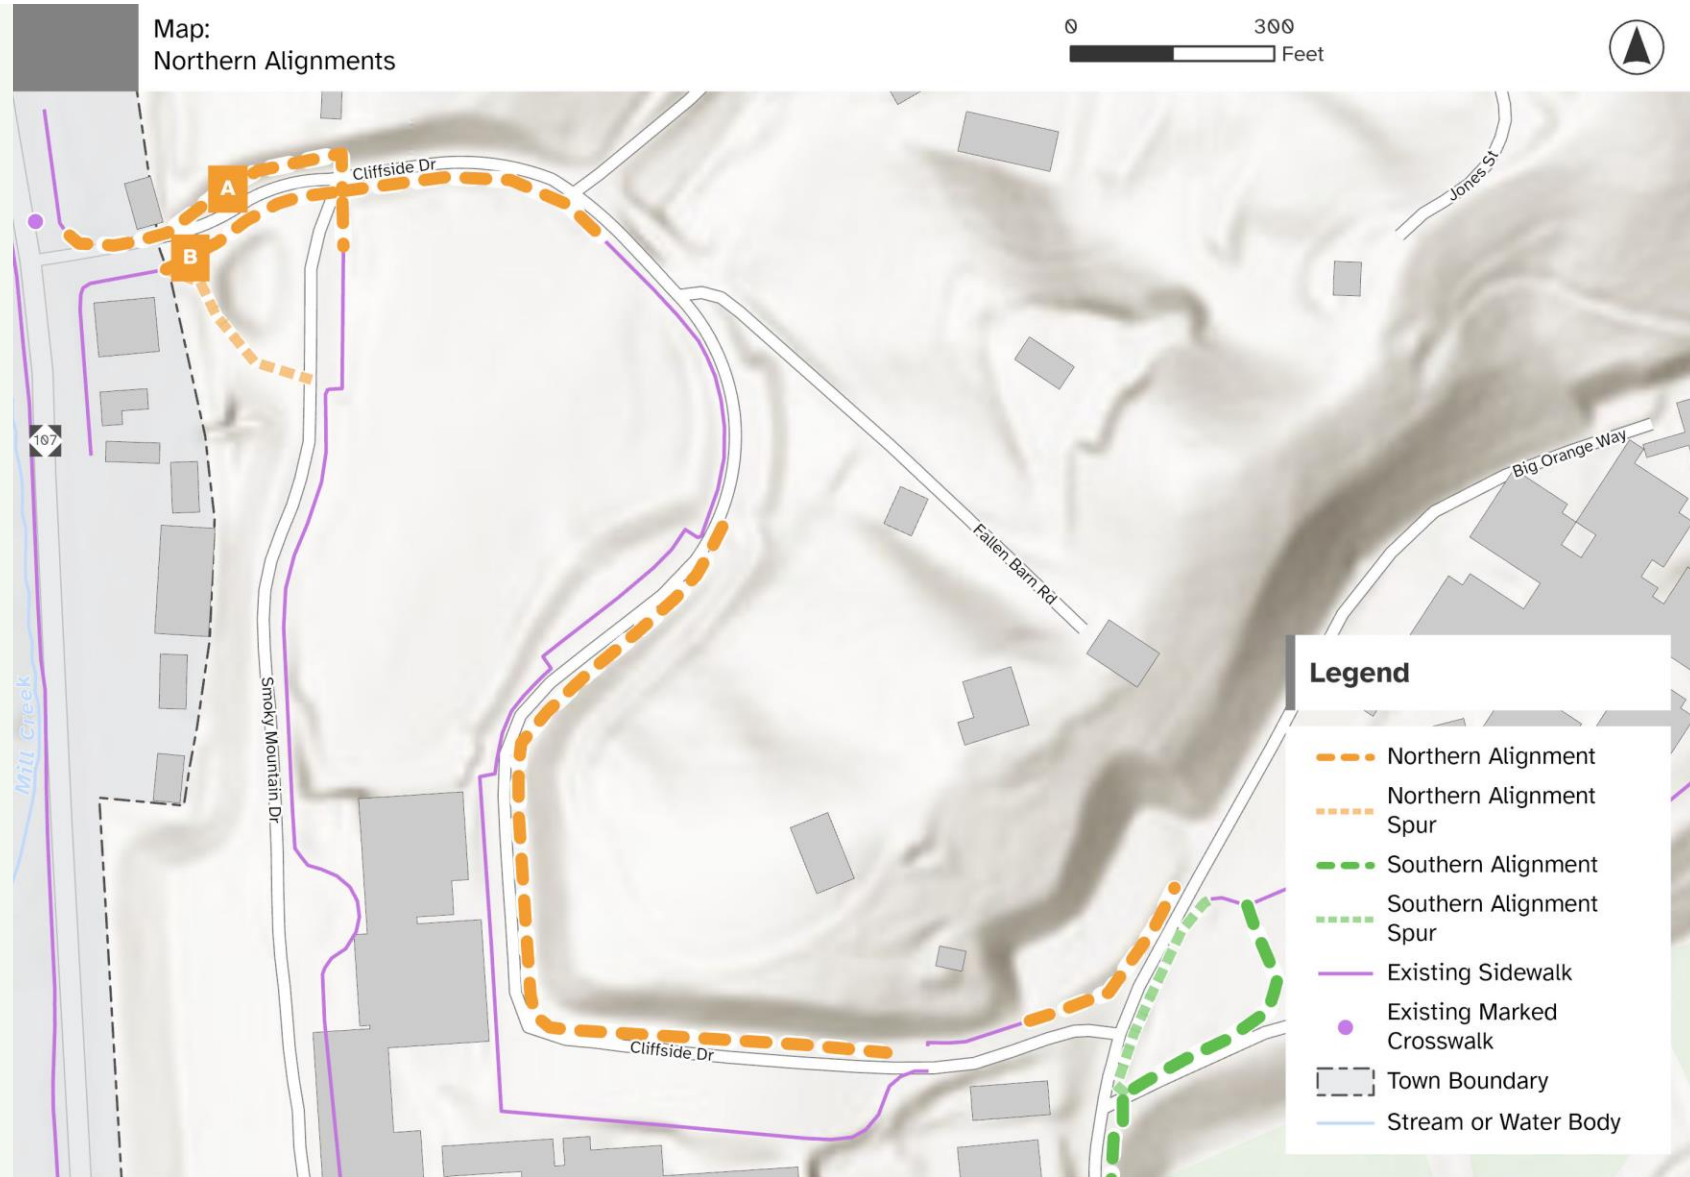 Map:
Northern Alignments
0 300
Feet
A
Cliffside Dr
B
Jones St
107
Big Orange Way
Fallen Barn Rd
Smoky Mountain Dr
Mill Creek
Cliffside Dr
Legend
Northern Alignment
Northern Alignment
Spur
Southern Alignment
Southern Alignment
Spur
Existing Sidewalk
Existing Marked
Crosswalk
Town Boundary
Stream or Water Body